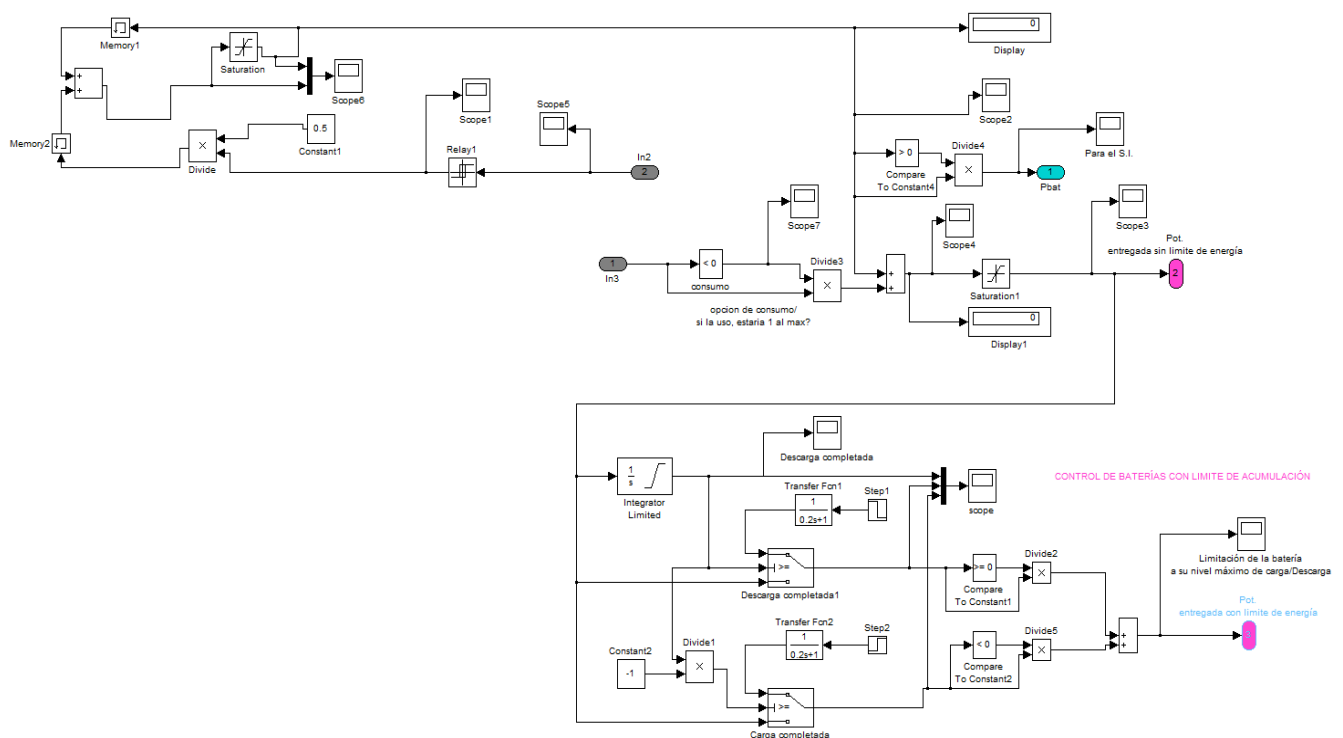 Memory1
0
Display
+
+
Saturation
Scope6
Scope1
Scope5
Scope2
Memory2
×
Divide
0.5
Constant1
Relay1
In2
2
> 0
Compare
To Constant4
Divide4
×
Para el S.I.
1
Pbat
Scope7
Scope4
Scope3
Pot.
entregada sin limite de energía
2
1
In3
< 0
consumo
Divide3
×
+
+
Saturation1
opcion de consumo/
si la uso, estaria 1 al max?
0
Display1
Descarga completada
1
s
Integrator
Limited
Transfer Fcn1
1
0.2s+1
Step1
scope
CONTROL DE BATERÍAS CON LIMITE DE ACUMULACIÓN
>=
Descarga completada1
>= 0
Compare
To Constant1
Divide2
×
Limitación de la batería
a su nivel máximo de carga/Descarga
Pot.
entregada con limite de energía
Transfer Fcn2
1
0.2s+1
Step2
Constant2
-1
Divide1
×
< 0
Compare
To Constant2
Divide5
×
+
+
>=
Carga completada